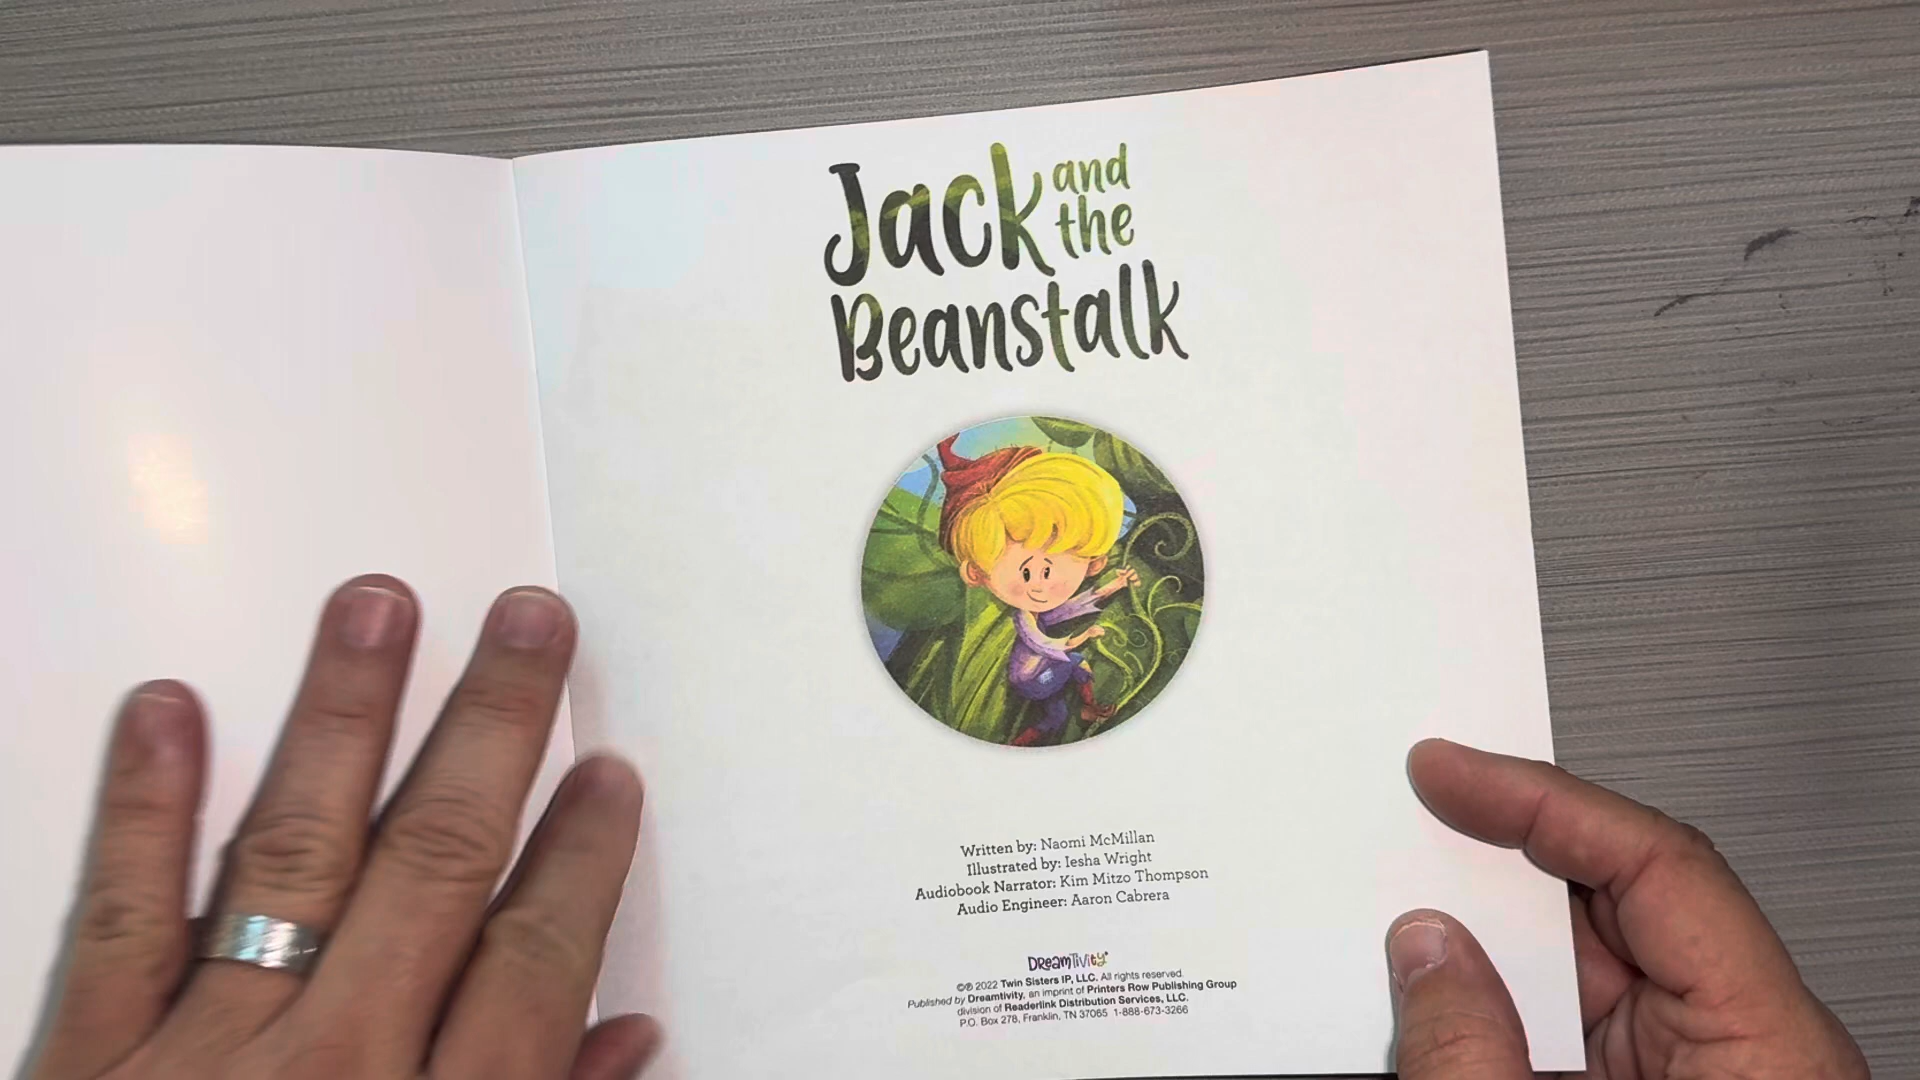 Jack and the
Beanstalk
Written by: Naomi McMillan
Illustrated by: Iesha Wright
Audiobook Narrator: Kim Mitzo Thompson
Audio Engineer: Aaron Cabrera
DREAMTiViTY®
©℗ 2022 Twin Sisters IP, LLC. All rights reserved.
Published by Dreamtivity, an imprint of Printers Row Publishing Group
division of Readerlink Distribution Services, LLC.
P.O. Box 278, Franklin, TN 37065 1-888-673-3266